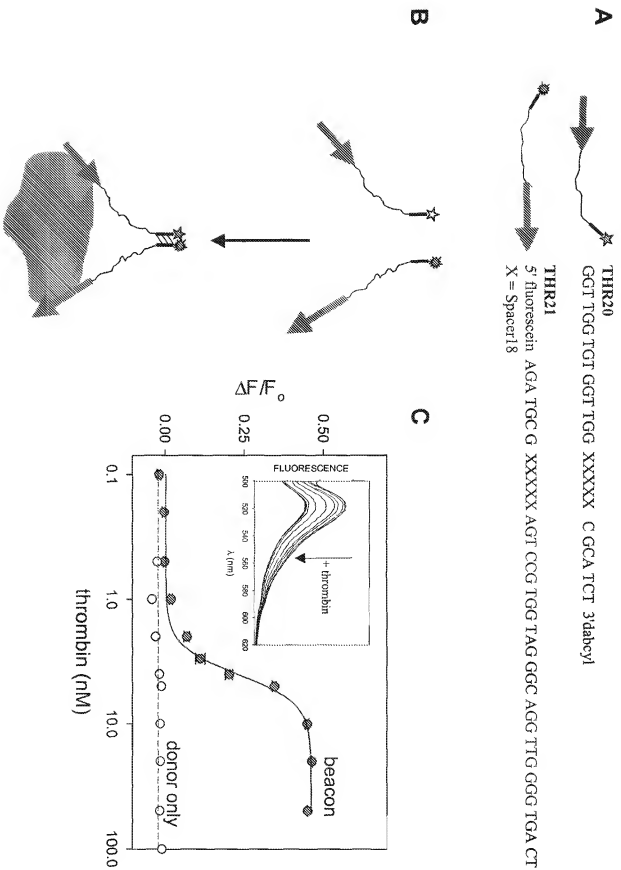 A
THR20
GGT TGG TGT GGT TGG XXXXX C GCA TCT 3'dabcyl
THR21
5' fluorescein AGA TGC G XXXXX AGT CCG TGG TAG GGC AGG TTG GGG TGA CT
X = Spacer18
B
C
ΔF/Fo
0.50
0.25
0.00
FLUORESCENCE
+ thrombin
500 520 540 560 580 600 620
λ (nm)
beacon
donor only
0.1 1.0 10.0 100.0
thrombin (nM)